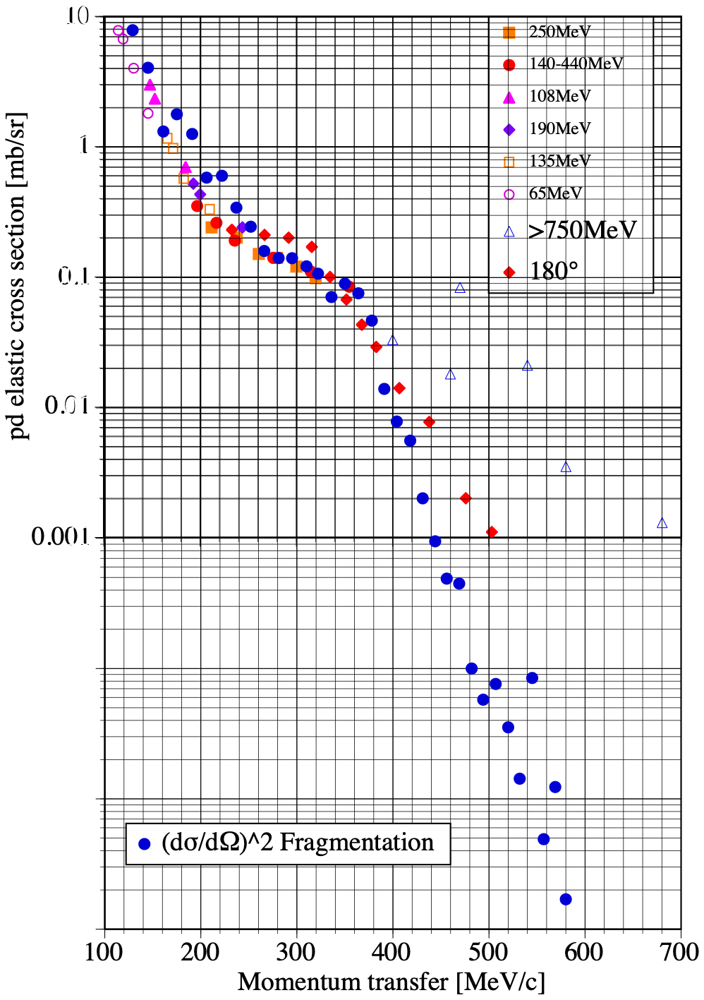 10
1
0.1
0.01
0.001
pd elastic cross section [mb/sr]
250MeV
140-440MeV
108MeV
190MeV
135MeV
65MeV
>750MeV
180°
(dσ/dΩ)^2 Fragmentation
100 200 300 400 500 600 700
Momentum transfer [MeV/c]